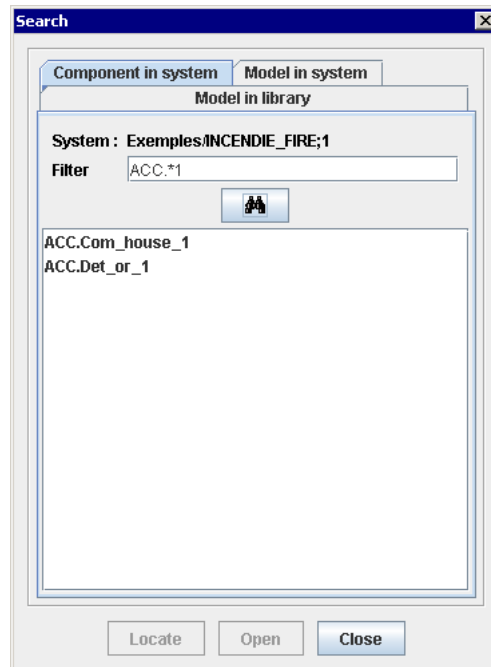 Search
Component in system Model in system
Model in library
System : Exemples/INCENDIE_FIRE;1
Filter ACC.*1
ACC.Com_house_1
ACC.Det_or_1
Locate Open Close